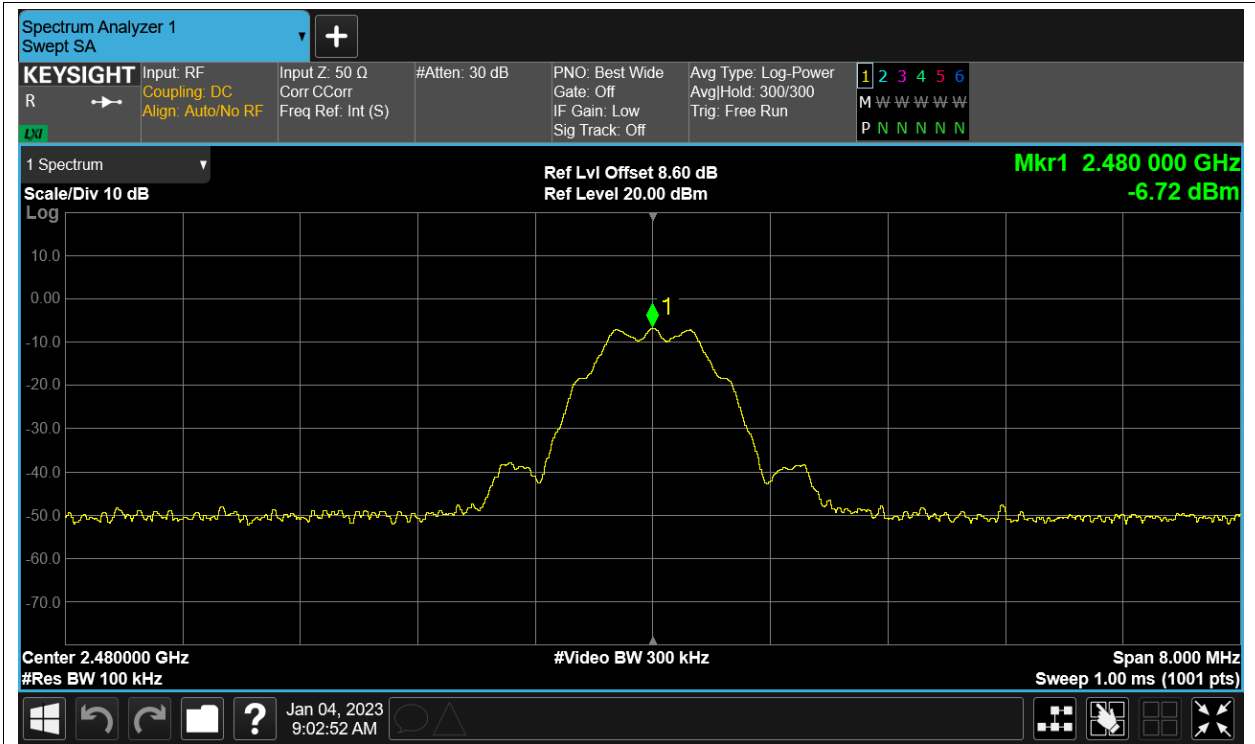 Spectrum Analyzer 1
Swept SA
KEYSIGHT
R
LXI
Input: RF
Coupling: DC
Align: Auto/No RF
Input Z: 50 Ω
Corr CCorr
Freq Ref: Int (S)
#Atten: 30 dB
PNO: Best Wide
Gate: Off
IF Gain: Low
Sig Track: Off
Avg Type: Log-Power
Avg|Hold: 300/300
Trig: Free Run
1 2 3 4 5 6
M W W W W W
P N N N N N
1 Spectrum
Scale/Div 10 dB
Log
Ref Lvl Offset 8.60 dB
Ref Level 20.00 dBm
Mkr1 2.480 000 GHz
-6.72 dBm
10.0
0.00
1
-10.0
-20.0
-30.0
-40.0
-50.0
-60.0
-70.0
Center 2.480000 GHz
#Res BW 100 kHz
#Video BW 300 kHz
Span 8.000 MHz
Sweep 1.00 ms (1001 pts)
?
Jan 04, 2023
9:02:52 AM